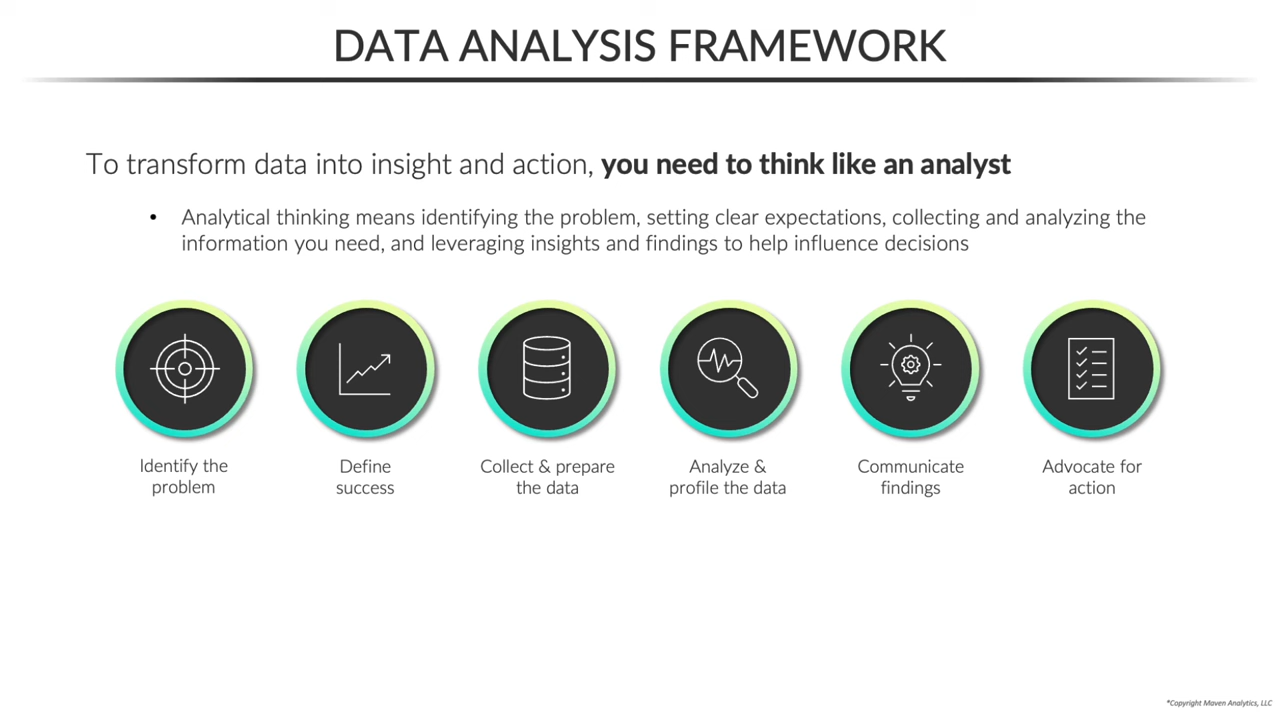 DATA ANALYSIS FRAMEWORK
To transform data into insight and action, you need to think like an analyst
• Analytical thinking means identifying the problem, setting clear expectations, collecting and analyzing the
information you need, and leveraging insights and findings to help influence decisions
Identify the
problem
Define
success
Collect & prepare
the data
Analyze &
profile the data
Communicate
findings
Advocate for
action
*Copyright Maven Analytics, LLC